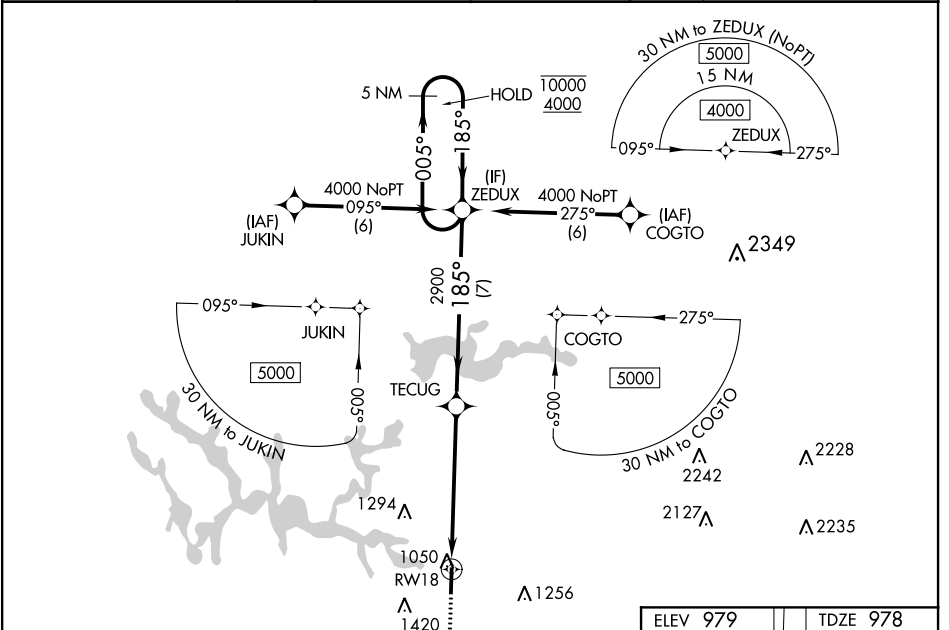 30 NM to ZEDUX (NoPT)
5000
15 NM
4000
ZEDUX
095°
275°
5 NM
HOLD
10000
4000
005°
185°
(IF)
ZEDUX
4000 NoPT
095°
(6)
(IAF)
JUKIN
4000 NoPT
275°
(6)
(IAF)
COGTO
2349
2900
185°
(7)
095°
JUKIN
5000
005°
30 NM to JUKIN
COGTO
275°
5000
005°
30 NM to COGTO
TECUG
2242
2228
2127
2235
1294
1050
RW18
1256
1420
ELEV 979
TDZE 978